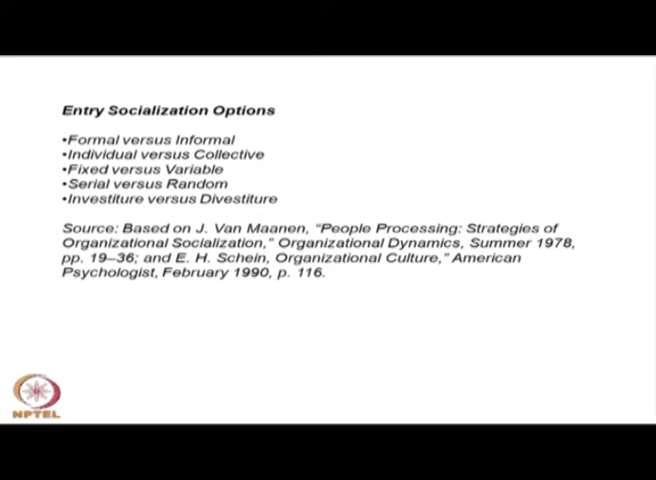 Entry Socialization Options
•Formal versus Informal
•Individual versus Collective
•Fixed versus Variable
•Serial versus Random
•Investiture versus Divestiture
Source: Based on J. Van Maanen, "People Processing: Strategies of
Organizational Socialization," Organizational Dynamics, Summer 1978,
pp. 19–36; and E. H. Schein, Organizational Culture," American
Psychologist, February 1990, p. 116.
NPTEL